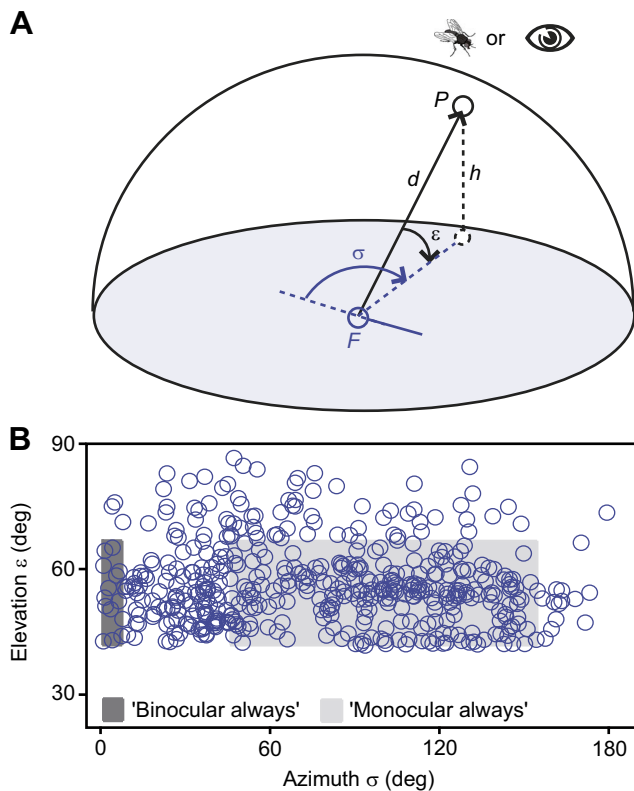 A
or
P
d
h
ε
σ
F
B
90
60
30
Elevation ε (deg)
'Binocular always'
'Monocular always'
0
60
120
180
Azimuth σ (deg)